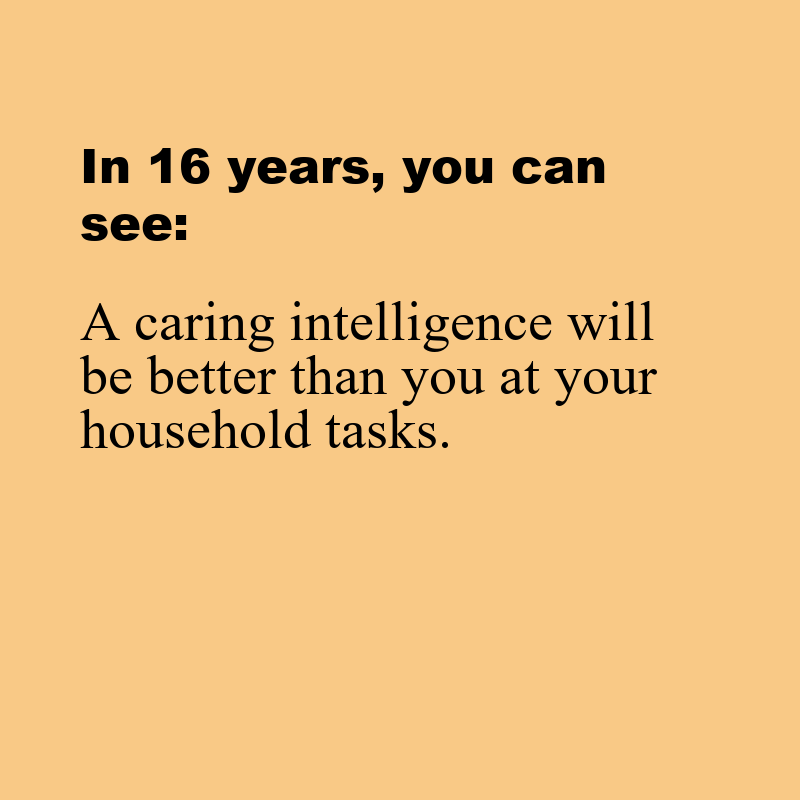 In 16 years, you can
see:
A caring intelligence will
be better than you at your
household tasks.